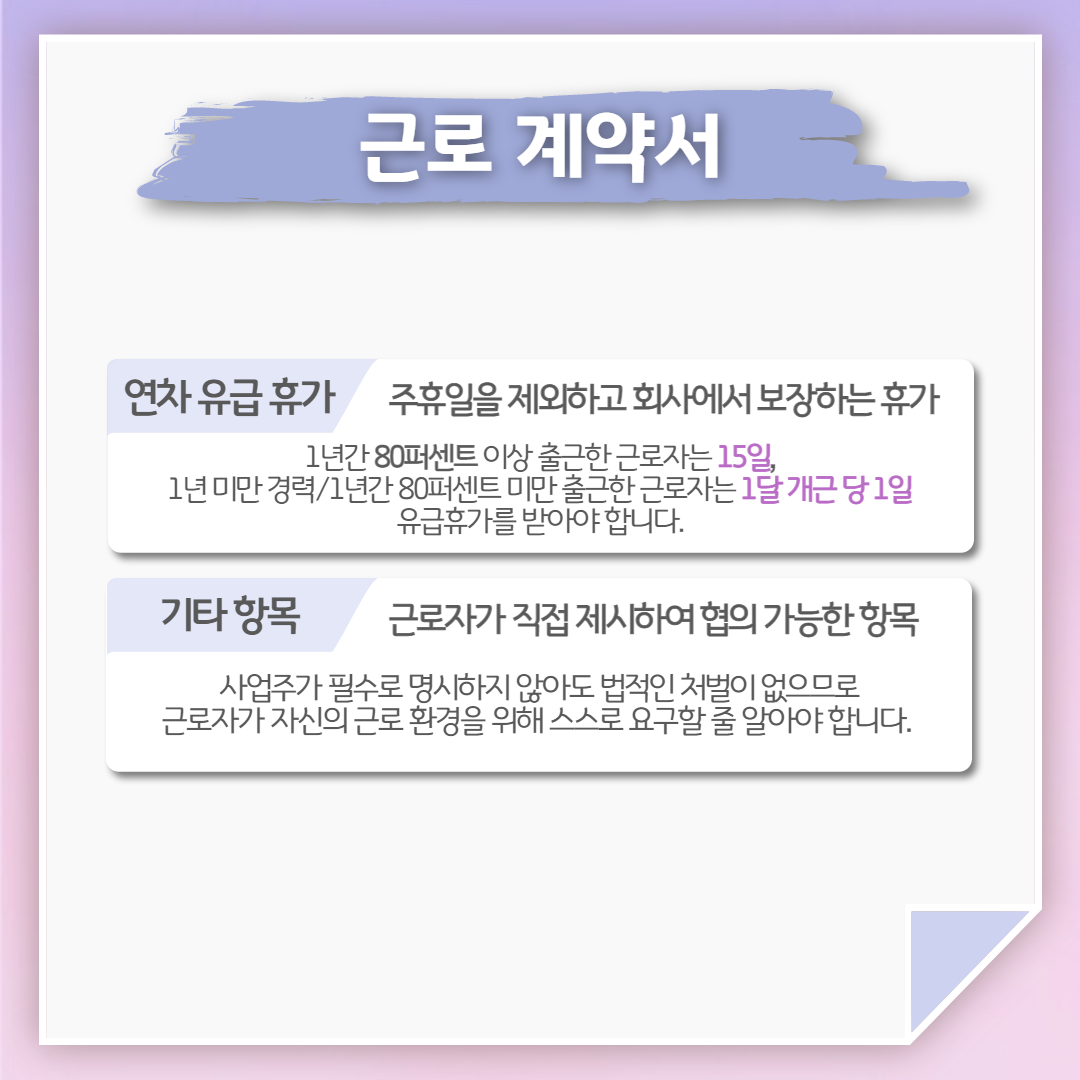 근로 계약서
연차 유급 휴가
주휴일을 제외하고 회사에서 보장하는 휴가
1년간 80퍼센트 이상 출근한 근로자는 15일,
1년 미만 경력/1년간 80퍼센트 미만 출근한 근로자는 1달 개근 당 1일
유급휴가를 받아야 합니다.
기타 항목
근로자가 직접 제시하여 협의 가능한 항목
사업주가 필수로 명시하지 않아도 법적인 처벌이 없으므로
근로자가 자신의 근로 환경을 위해 스스로 요구할 줄 알아야 합니다.